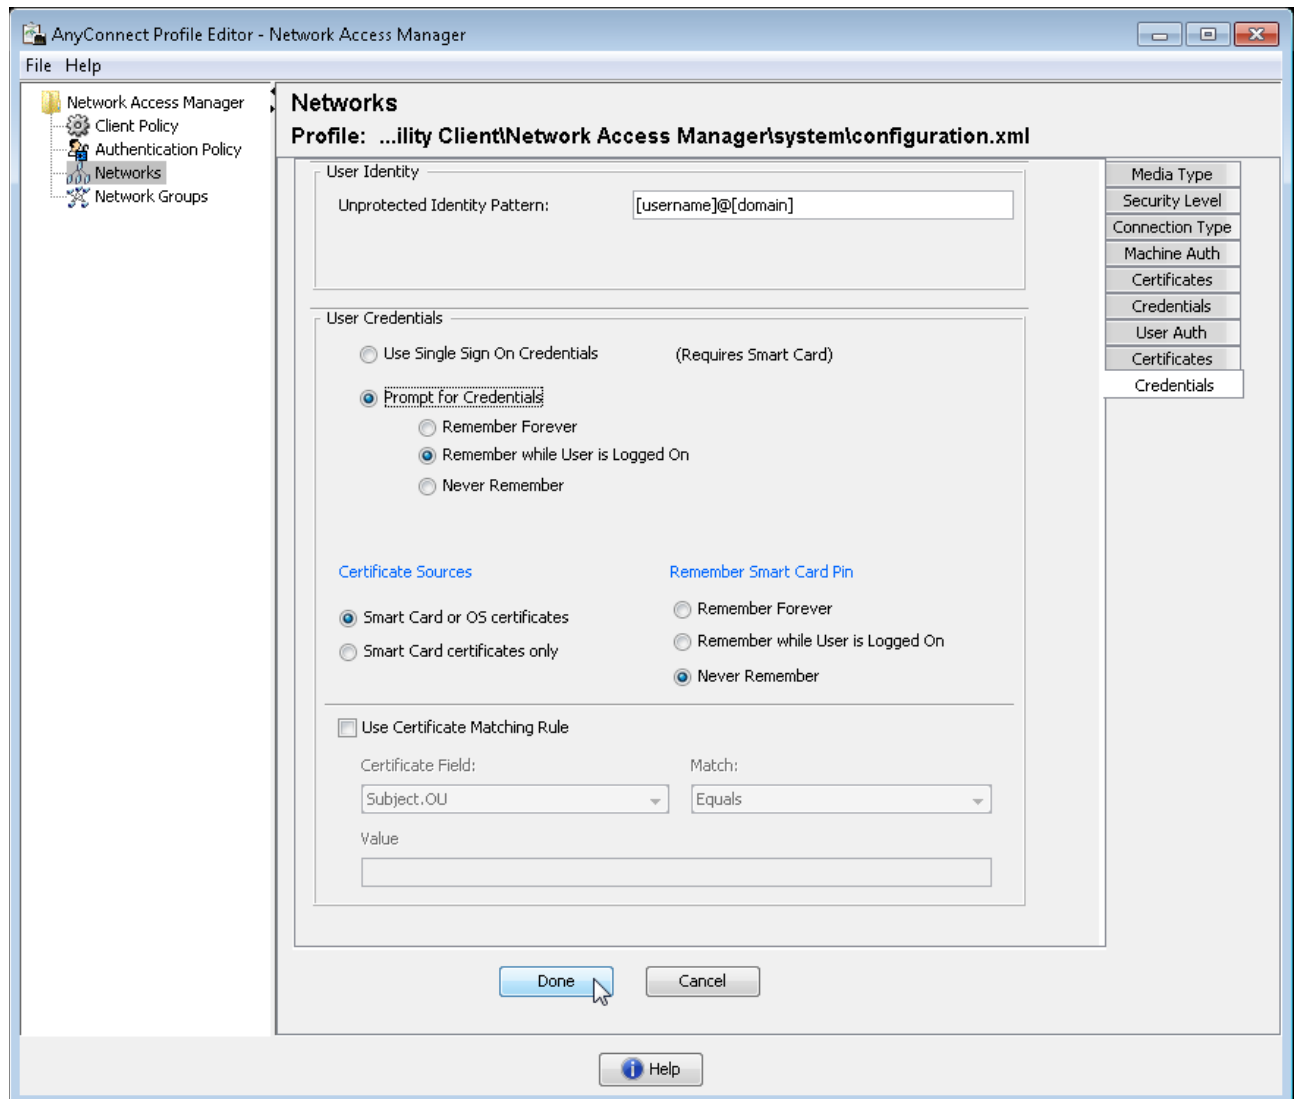 AnyConnect Profile Editor - Network Access Manager
File Help
Network Access Manager
Client Policy
Authentication Policy
Networks
Network Groups
Networks
Profile: ...ility Client\Network Access Manager\system\configuration.xml
User Identity
Unprotected Identity Pattern: [username]@[domain]
User Credentials
Use Single Sign On Credentials (Requires Smart Card)
Prompt for Credentials
Remember Forever
Remember while User is Logged On
Never Remember
Certificate Sources
Smart Card or OS certificates
Smart Card certificates only
Remember Smart Card Pin
Remember Forever
Remember while User is Logged On
Never Remember
Use Certificate Matching Rule
Certificate Field: Match:
Subject.OU Equals
Value
Media Type
Security Level
Connection Type
Machine Auth
Certificates
Credentials
User Auth
Certificates
Credentials
Done Cancel
Help